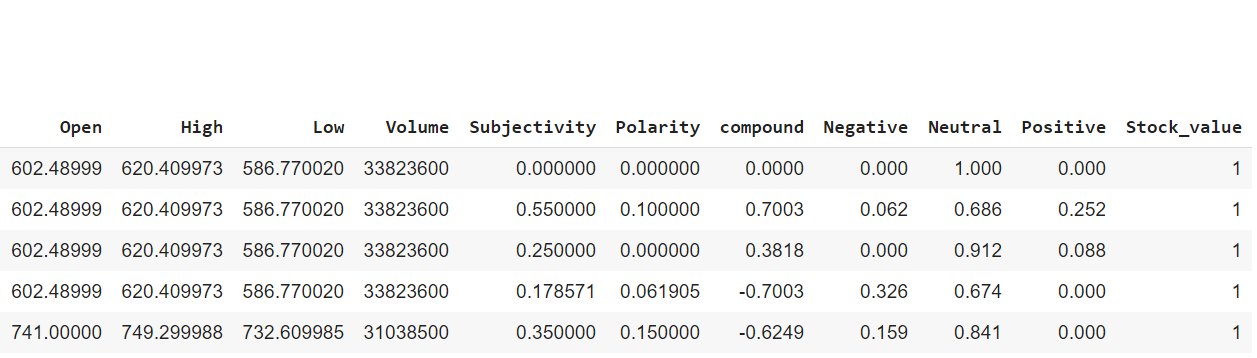 Open High Low Volume Subjectivity Polarity compound Negative Neutral Positive Stock_value
602.48999 620.409973 586.770020 33823600 0.000000 0.000000 0.0000 0.000 1.000 0.000 1
602.48999 620.409973 586.770020 33823600 0.550000 0.100000 0.7003 0.062 0.686 0.252 1
602.48999 620.409973 586.770020 33823600 0.250000 0.000000 0.3818 0.000 0.912 0.088 1
602.48999 620.409973 586.770020 33823600 0.178571 0.061905 -0.7003 0.326 0.674 0.000 1
741.00000 749.299988 732.609985 31038500 0.350000 0.150000 -0.6249 0.159 0.841 0.000 1